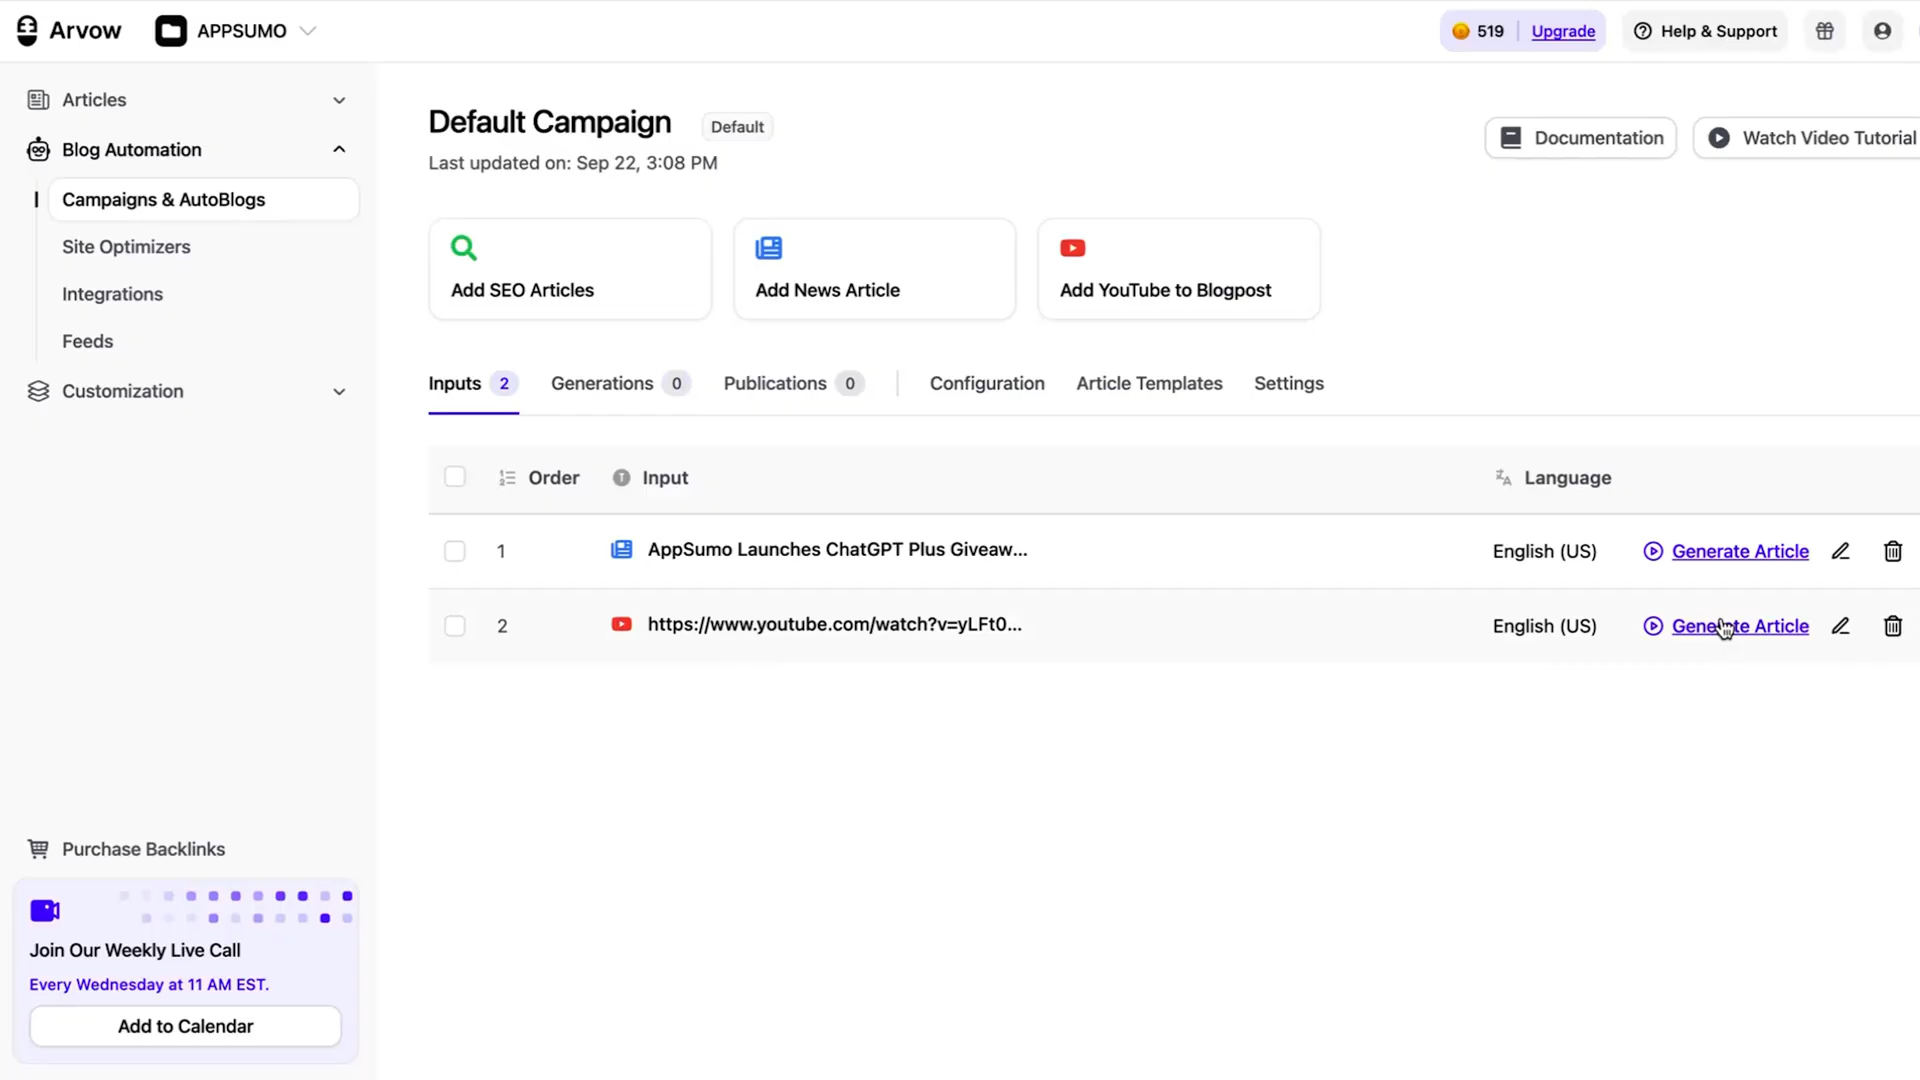 Arvow
APPSUMO
519 Upgrade
Help & Support
Articles
Blog Automation
Campaigns & AutoBlogs
Site Optimizers
Integrations
Feeds
Customization
Purchase Backlinks
Join Our Weekly Live Call
Every Wednesday at 11 AM EST.
Add to Calendar
Default Campaign
Default
Last updated on: Sep 22, 3:08 PM
Documentation
Watch Video Tutorial
Add SEO Articles
Add News Article
Add YouTube to Blogpost
Inputs 2
Generations 0
Publications 0
Configuration
Article Templates
Settings
Order
Input
Language
1 AppSumo Launches ChatGPT Plus Giveaw... English (US) Generate Article
2 https://www.youtube.com/watch?v=yLFt0... English (US) Generate Article